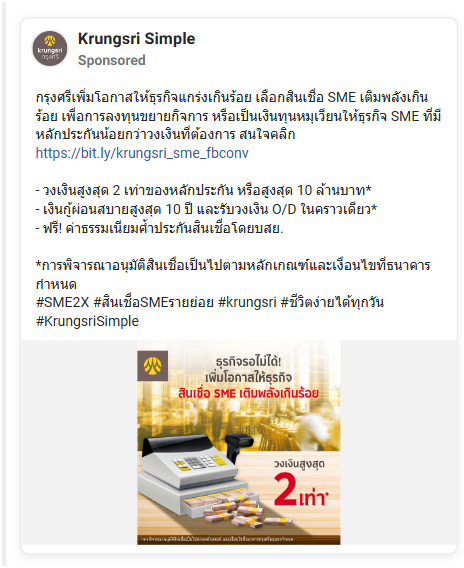 Krungsri Simple
krungsri
กรุงศรี
Sponsored
กรุงศรีเพิ่มโอกาสให้ธุรกิจแกร่งเกินร้อย เลือกสินเชื่อ SME เติมพลังเกิน
ร้อย เพื่อการลงทุนขยายกิจการ หรือเป็นเงินทุนหมุเวียนให้ธุรกิจ SME ที่มี
หลักประกันน้อยกว่าวงเงินที่ต้องการ สนใจคลิก
https://bit.ly/krungsri_sme_fbconv
- วงเงินสูงสุด 2 เท่าของหลักประกัน หรือสูงสุด 10 ล้านบาท*
- เงินกู้ผ่อนสบายสูงสุด 10 ปี และรับวงเงิน O/D ในคราวเดียว*
- ฟรี! ค่าธรรมเนียมค้ำประกันสินเชื่อโดยบสย.
*การพิจารณาอนุมัติสินเชื่อเป็นไปตามหลักเกณฑ์และเงื่อนไขที่ธนาคาร
กำหนด
#SME2X #สินเชื่อSMEรายย่อย #krungsri #ชีวิตง่ายได้ทุกวัน
#KrungsriSimple
ธุรกิจรอไม่ได้!
เพิ่มโอกาสให้ธุรกิจ
สินเชื่อ SME เติมพลังเกินร้อย
วงเงินสูงสุด
2เท่า*